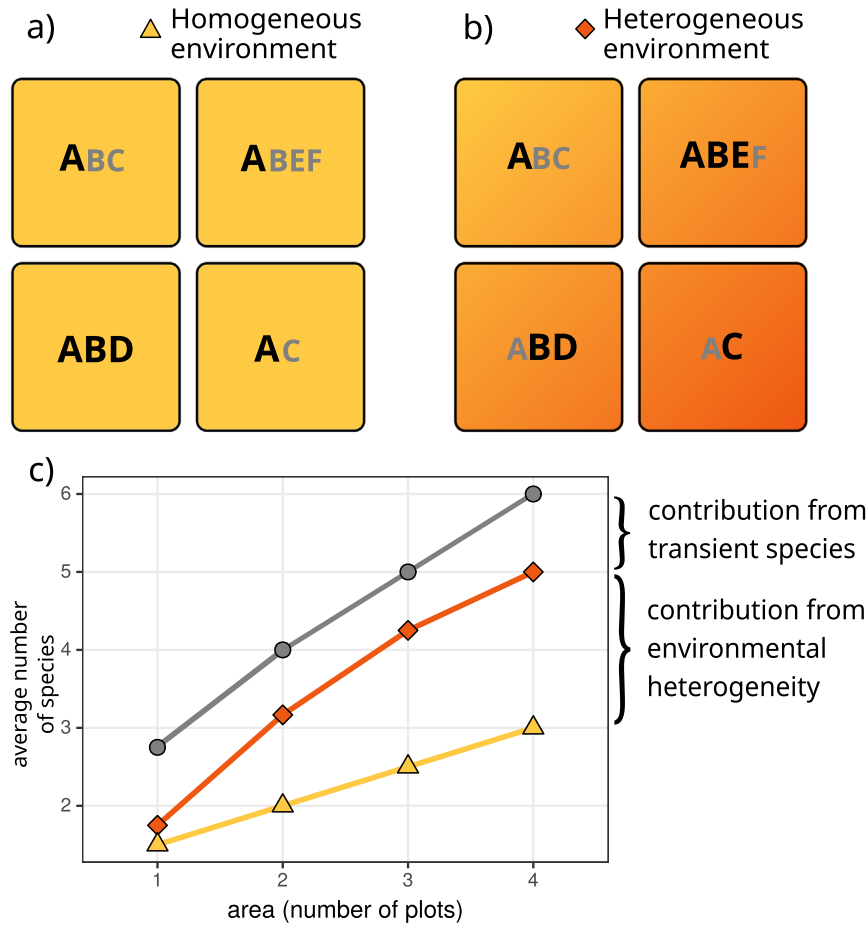 a)
Homogeneous
environment
b)
Heterogeneous
environment
ABC
ABEF
ABC
ABEF
ABD
AC
ABD
AC
c)
6
5
4
3
2
1
2
3
4
average number
of species
area (number of plots)
contribution from
transient species
contribution from
environmental
heterogeneity